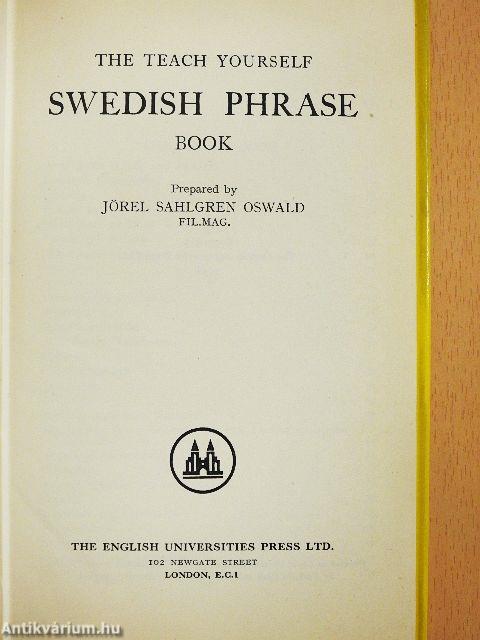 THE TEACH YOURSELF
SWEDISH PHRASE
BOOK
Prepared by
JÖREL SAHLGREN OSWALD
FIL.MAG.
THE ENGLISH UNIVERSITIES PRESS LTD.
102 NEWGATE STREET
LONDON, E.C.1
Antikvárium.hu